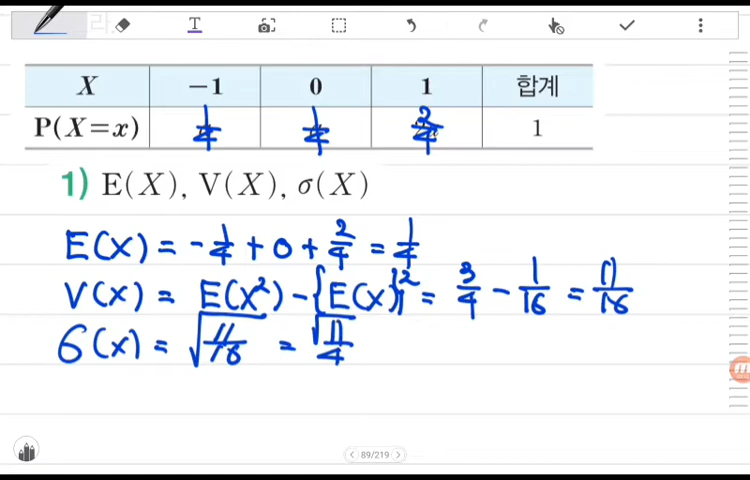 X −1 0 1 합계
P(X=x) 1/4 1/4 2/4 1
1) E(X), V(X), σ(X)
E(X) = -1/4 + 0 + 2/4 = 1/4
V(X) = E(X²) - {E(X)}² = 3/4 - 1/16 = 11/16
σ(X) = √(11/16) = √11/4
89/219